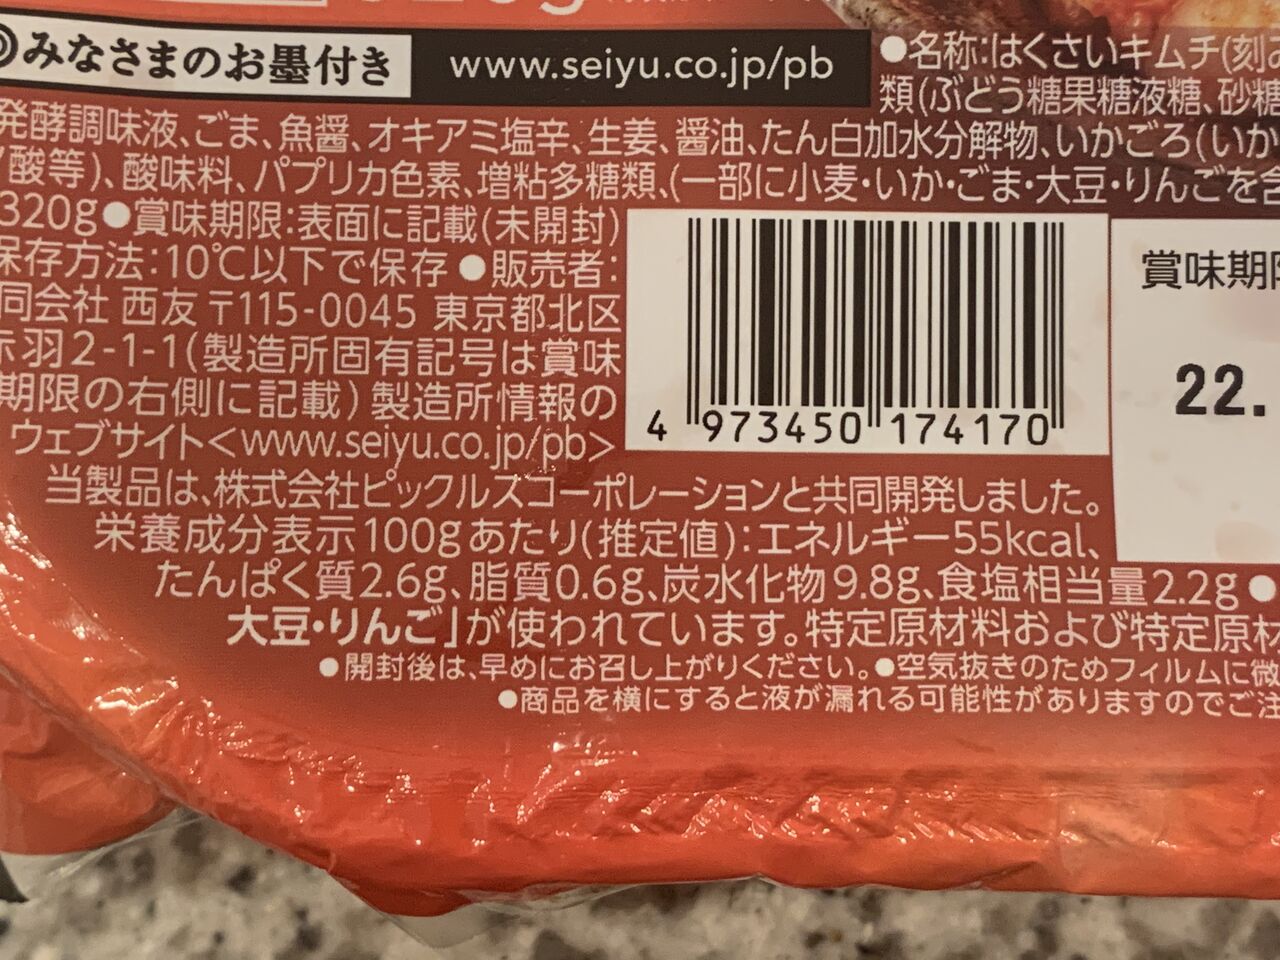 みなさまのお墨付き
www.seiyu.co.jp/pb
●名称:はくさいキムチ(刻み
類(ぶどう糖果糖液糖、砂糖
発酵調味液、ごま、魚醤、オキアミ塩辛、生姜、醤油、たん白加水分解物、いかごろ(いか
酸等)、酸味料、パプリカ色素、増粘多糖類、(一部に小麦・いか・ごま・大豆・りんごを含
320g●賞味期限:表面に記載(未開封)
保存方法:10℃以下で保存●販売者:
同会社 西友 〒115-0045 東京都北区
赤羽2-1-1(製造所固有記号は賞味
期限の右側に記載)製造所情報の
ウェブサイト<www.seiyu.co.jp/pb>
4 973450 174170
賞味期限
22.
当製品は、株式会社ピックルスコーポレーションと共同開発しました。
栄養成分表示100gあたり(推定値):エネルギー55kcal、
たんぱく質2.6g、脂質0.6g、炭水化物9.8g、食塩相当量2.2g●
大豆・りんご」が使われています。特定原材料および特定原材
●開封後は、早めにお召し上がりください。●空気抜きのためフィルムに微
●商品を横にすると液が漏れる可能性がありますのでご注